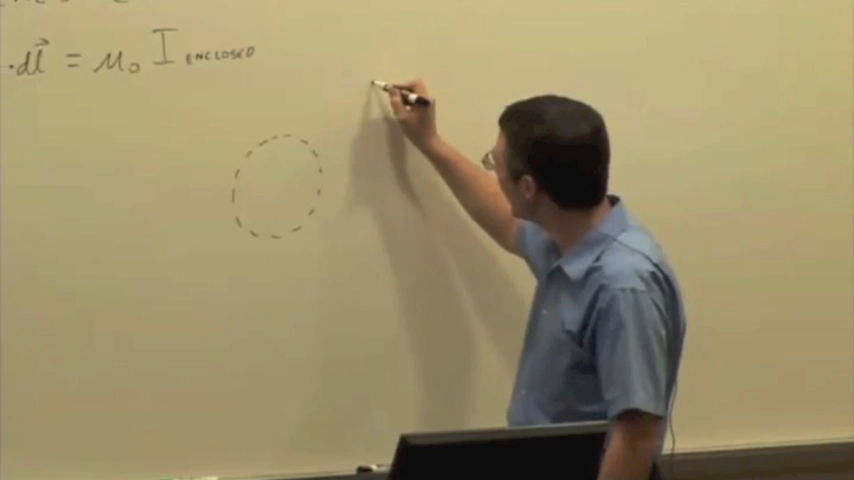 ·dl⃗ = μ₀ I ENCLOSED